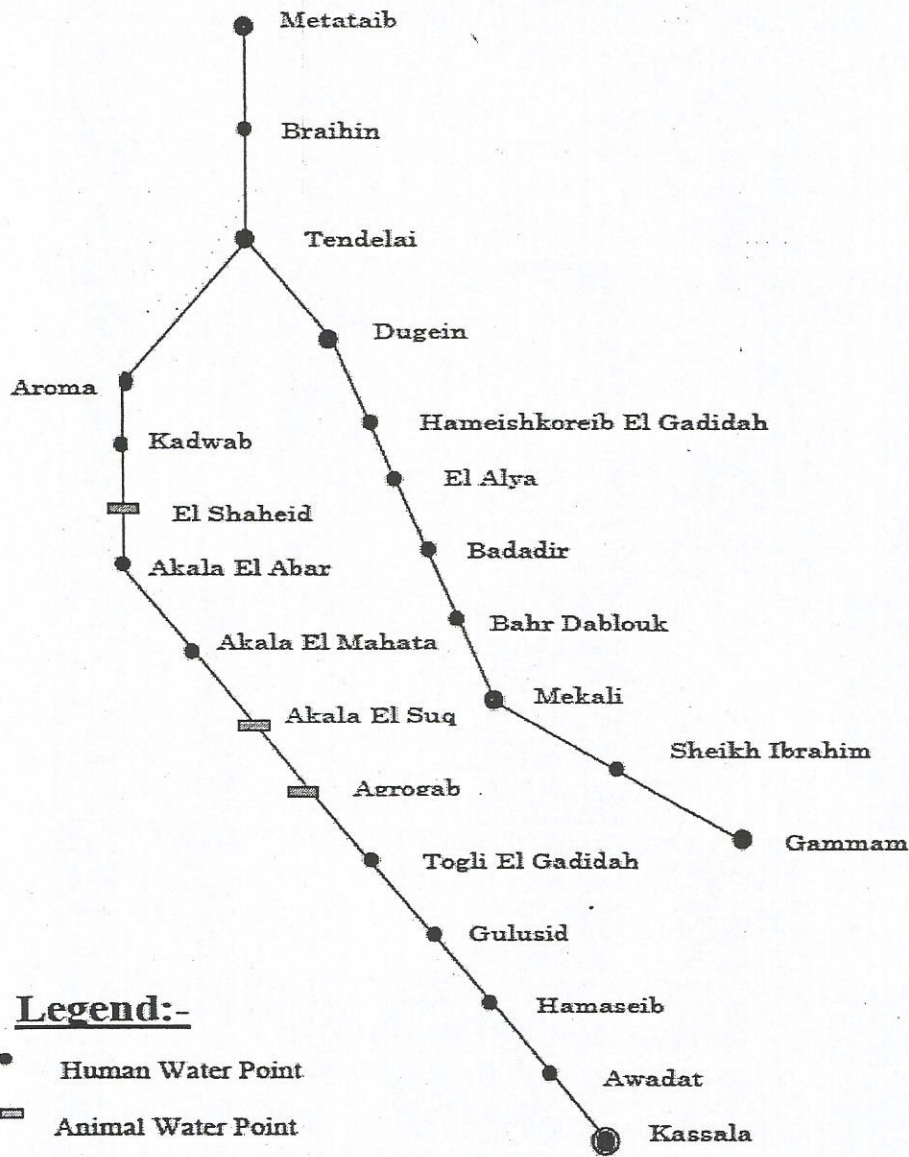 Metataib
Braihin
Tendelai
Dugein
Aroma
Hameishkoreib El Gadidah
Kadwab
El Alya
El Shaheid
Badadir
Akala El Abar
Bahr Dablouk
Akala El Mahata
Mekali
Akala El Suq
Sheikh Ibrahim
Agrogab
Gammam
Togli El Gadidah
Gulusid
Legend:-
Hamaseib
Human Water Point
Awadat
Animal Water Point
Kassala